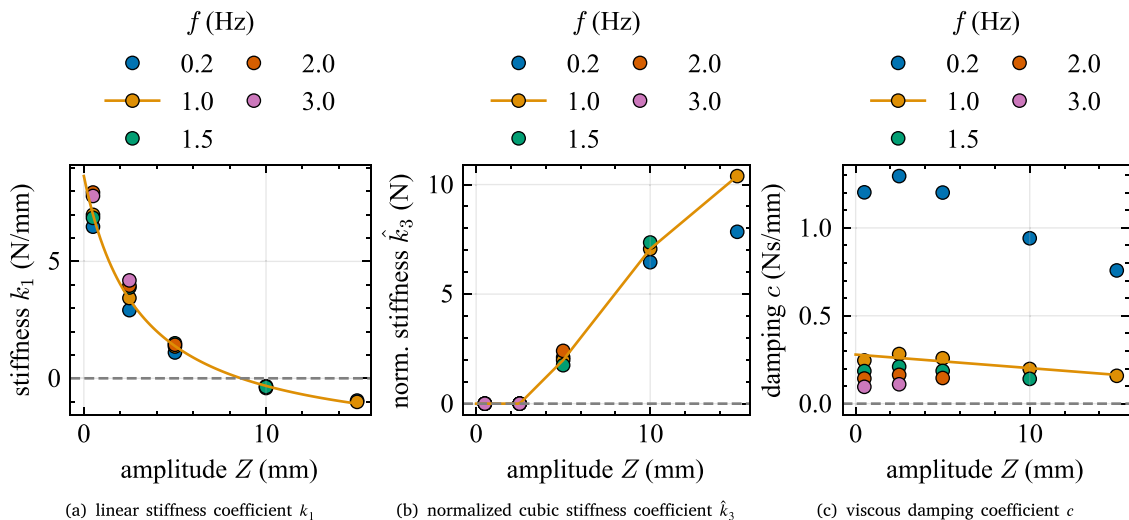 f (Hz)
0.2 2.0
1.0 3.0
1.5
stiffness k₁ (N/mm)
5
0
0 10
amplitude Z (mm)
(a) linear stiffness coefficient k₁
f (Hz)
0.2 2.0
1.0 3.0
1.5
norm. stiffness k̂₃ (N)
10
5
0
0 10
amplitude Z (mm)
(b) normalized cubic stiffness coefficient k̂₃
f (Hz)
0.2 2.0
1.0 3.0
1.5
damping c (Ns/mm)
1.0
0.5
0.0
0 10
amplitude Z (mm)
(c) viscous damping coefficient c